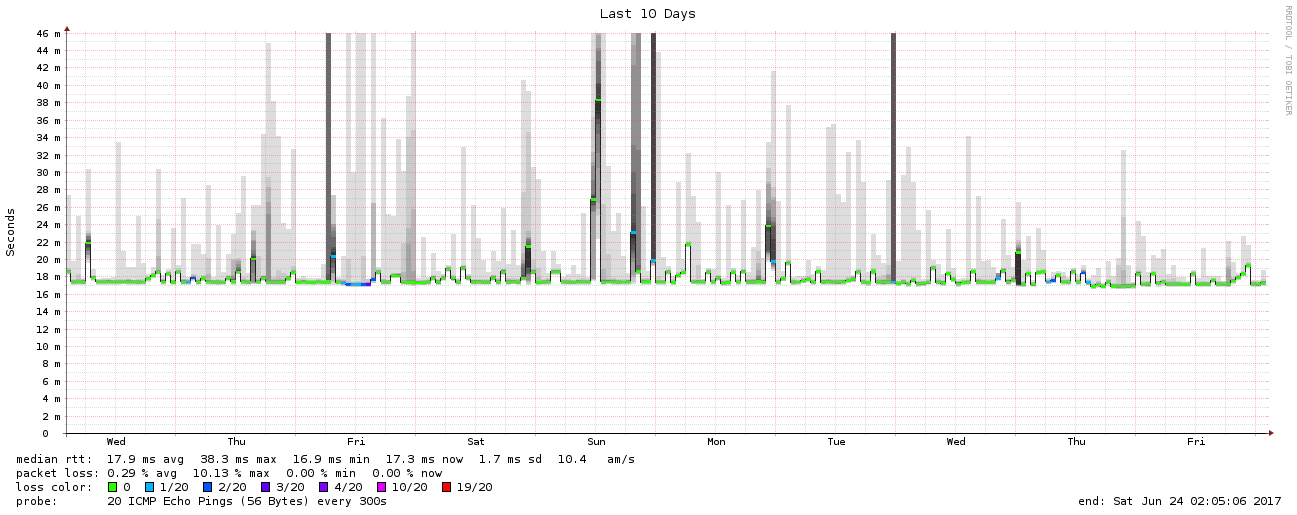 Last 10 Days
RRDTOOL / TOBI OETIKER
Seconds
46 m
44 m
42 m
40 m
38 m
36 m
34 m
32 m
30 m
28 m
26 m
24 m
22 m
20 m
18 m
16 m
14 m
12 m
10 m
8 m
6 m
4 m
2 m
0
Wed Thu Fri Sat Sun Mon Tue Wed Thu Fri
median rtt: 17.9 ms avg 38.3 ms max 16.9 ms min 17.3 ms now 1.7 ms sd 10.4 am/s
packet loss: 0.29 % avg 10.13 % max 0.00 % min 0.00 % now
loss color: 0 1/20 2/20 3/20 4/20 10/20 19/20
probe: 20 ICMP Echo Pings (56 Bytes) every 300s end: Sat Jun 24 02:05:06 2017